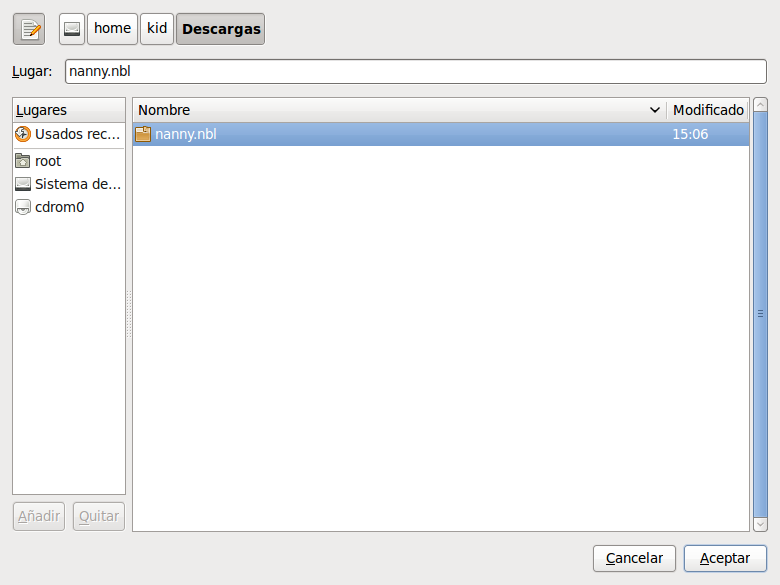 home kid Descargas
Lugar: nanny.nbl
Lugares Nombre Modificado
Usados rec... nanny.nbl 15:06
root
Sistema de...
cdrom0
Añadir Quitar
Cancelar Aceptar